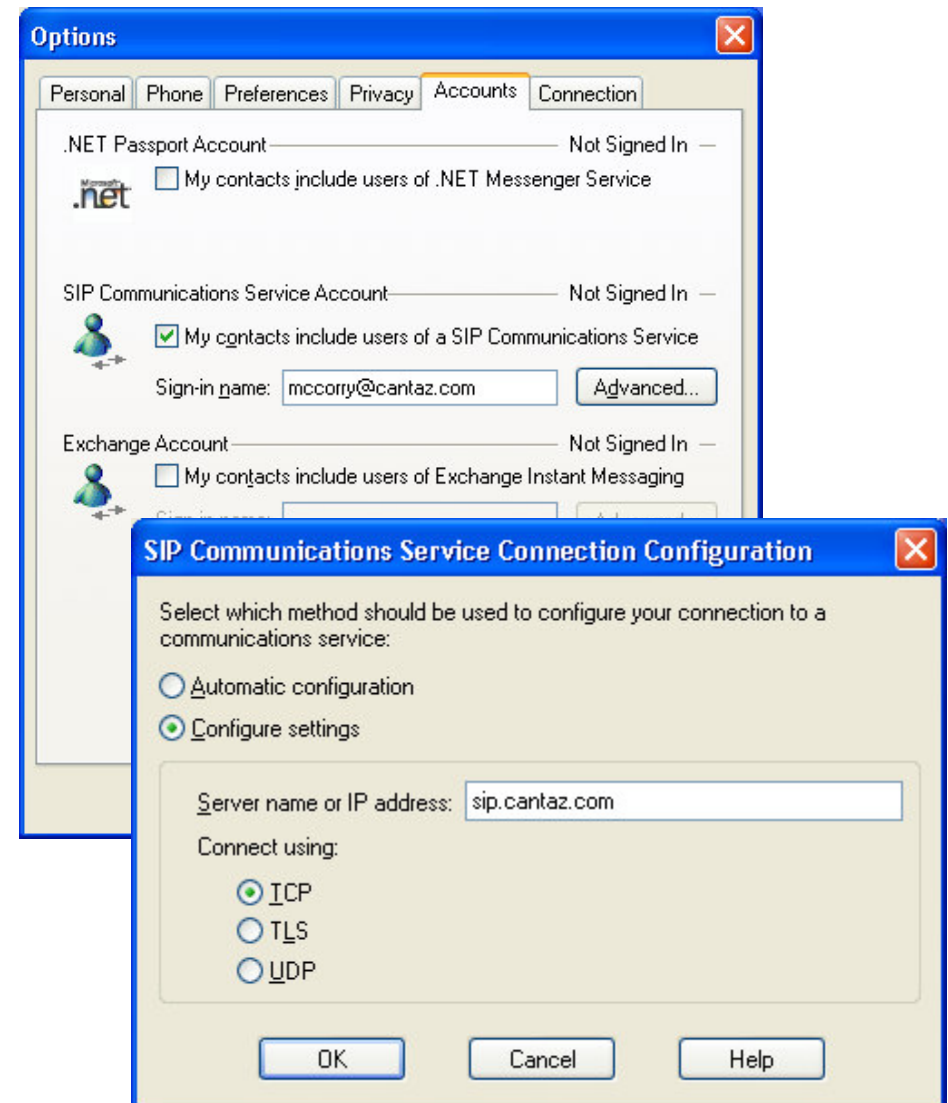 Options
Personal Phone Preferences Privacy Accounts Connection
.NET Passport Account Not Signed In
Microsoft
.net
My contacts include users of .NET Messenger Service
SIP Communications Service Account Not Signed In
My contacts include users of a SIP Communications Service
Sign-in name: mccorry@cantaz.com Advanced...
Exchange Account Not Signed In
My contacts include users of Exchange Instant Messaging
SIP Communications Service Connection Configuration
Select which method should be used to configure your connection to a
communications service:
Automatic configuration
Configure settings
Server name or IP address: sip.cantaz.com
Connect using:
TCP
TLS
UDP
OK Cancel Help